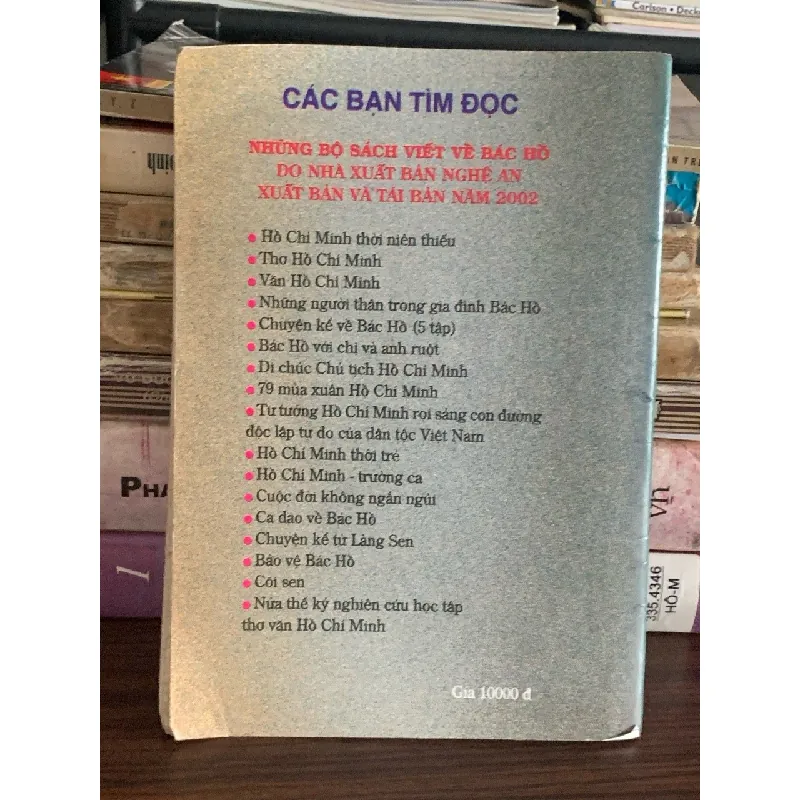 Carlson • Deck
CÁC BẠN TÌM ĐỌC
NHỮNG BỘ SÁCH VIẾT VỀ BÁC HỒ
DO NHÀ XUẤT BẢN NGHỆ AN
XUẤT BẢN VÀ TÁI BẢN NĂM 2002
• Hồ Chí Minh thời niên thiếu
• Thơ Hồ Chí Minh
• Văn Hồ Chí Minh
• Những người thân trong gia đình Bác Hồ
• Chuyện kể về Bác Hồ (5 tập)
• Bác Hồ với chị và anh ruột
• Di chúc Chủ tịch Hồ Chí Minh
• 79 mùa xuân Hồ Chí Minh
• Tư tưởng Hồ Chí Minh rọi sáng con đường
độc lập tự do của dân tộc Việt Nam
• Hồ Chí Minh thời trẻ
• Hồ Chí Minh - trường ca
• Cuộc đời không ngắn ngủi
• Ca dao về Bác Hồ
• Chuyện kể từ Làng Sen
• Bảo vệ Bác Hồ
• Cõi sen
• Nửa thế kỷ nghiên cứu học tập
thơ văn Hồ Chí Minh
Giá 10000 đ
PHA
1
335.4346
HÔ-M